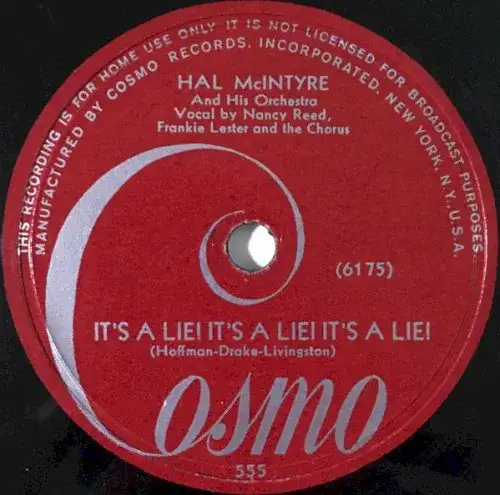 THIS RECORDING IS FOR HOME USE ONLY IT IS NOT LICENSED FOR BROADCAST PURPOSES.
MANUFACTURED BY COSMO RECORDS, INCORPORATED, NEW YORK, N.Y., U.S.A.
HAL McINTYRE
And His Orchestra
Vocal by Nancy Reed,
Frankie Lester and the Chorus
(6175)
IT'S A LIE! IT'S A LIE! IT'S A LIE!
(Hoffman-Drake-Livingston)
Cosmo
555